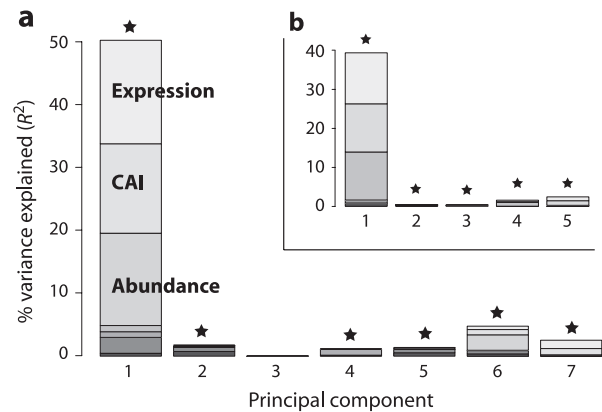 a
50
40
30
20
10
0
% variance explained (R²)
Expression
CAI
Abundance
1 2 3 4 5 6 7
Principal component
b
40
30
20
10
0
1 2 3 4 5